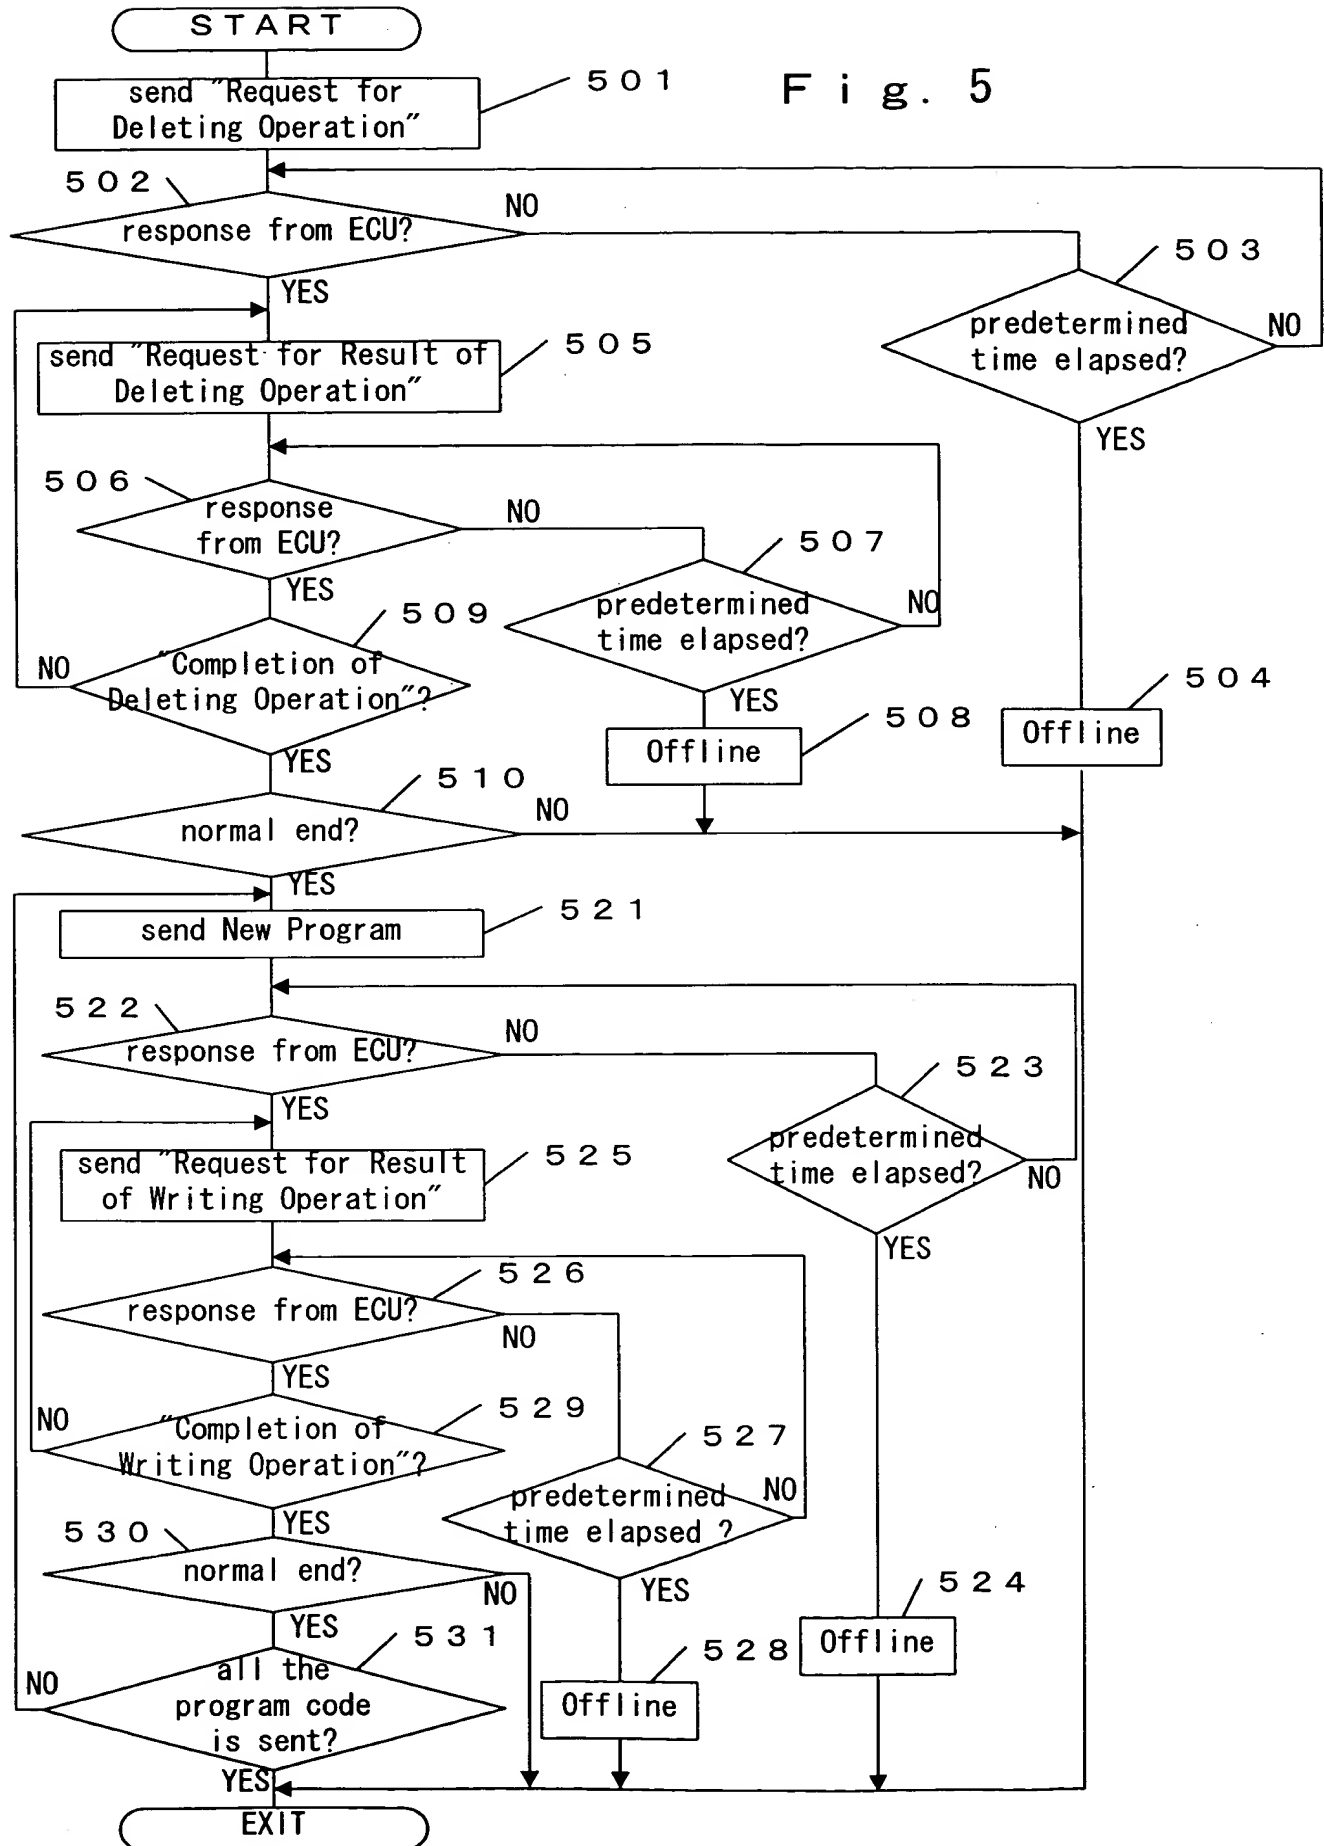 START
send "Request for
Deleting Operation"
501
Fig. 5
502
response from ECU?
NO
YES
503
predetermined
time elapsed?
NO
YES
send "Request for Result of
Deleting Operation"
505
506
response
from ECU?
NO
YES
507
predetermined
time elapsed?
NO
YES
509
"Completion of
Deleting Operation"?
NO
YES
508
Offline
504
Offline
510
normal end?
NO
YES
send New Program
521
522
response from ECU?
NO
YES
523
predetermined
time elapsed?
NO
YES
send "Request for Result
of Writing Operation"
525
526
response from ECU?
NO
YES
529
"Completion of
Writing Operation"?
NO
YES
527
predetermined
time elapsed ?
NO
YES
530
normal end?
NO
YES
524
Offline
531
all the
program code
is sent?
NO
YES
528
Offline
EXIT